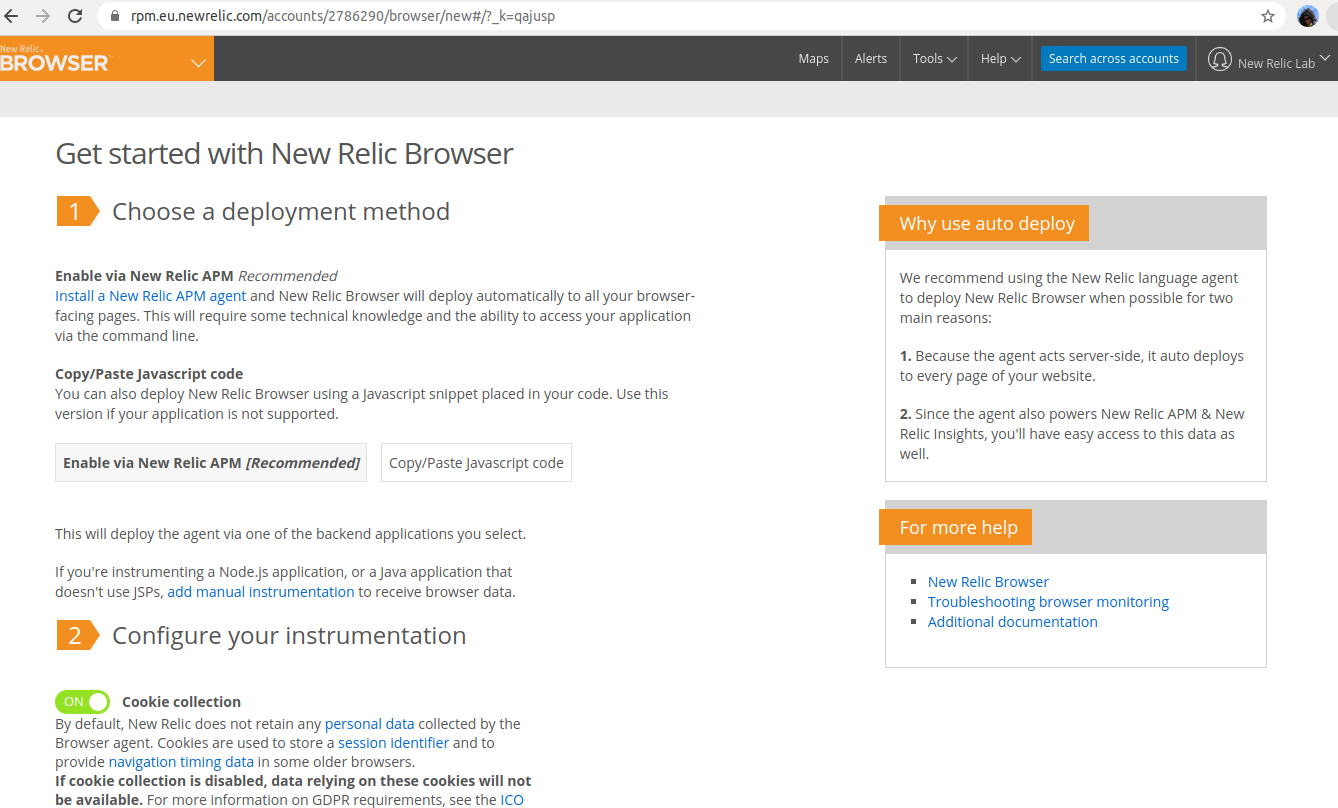 rpm.eu.newrelic.com/accounts/2786290/browser/new#/?_k=qajusp
New Relic®
BROWSER
Maps
Alerts
Tools
Help
Search across accounts
New Relic Lab
Get started with New Relic Browser
1 Choose a deployment method
Enable via New Relic APM Recommended
Install a New Relic APM agent and New Relic Browser will deploy automatically to all your browser-
facing pages. This will require some technical knowledge and the ability to access your application
via the command line.
Copy/Paste Javascript code
You can also deploy New Relic Browser using a Javascript snippet placed in your code. Use this
version if your application is not supported.
Enable via New Relic APM [Recommended]
Copy/Paste Javascript code
This will deploy the agent via one of the backend applications you select.
If you're instrumenting a Node.js application, or a Java application that
doesn't use JSPs, add manual instrumentation to receive browser data.
2 Configure your instrumentation
ON Cookie collection
By default, New Relic does not retain any personal data collected by the
Browser agent. Cookies are used to store a session identifier and to
provide navigation timing data in some older browsers.
If cookie collection is disabled, data relying on these cookies will not
be available. For more information on GDPR requirements, see the ICO
Why use auto deploy
We recommend using the New Relic language agent
to deploy New Relic Browser when possible for two
main reasons:
1. Because the agent acts server-side, it auto deploys
to every page of your website.
2. Since the agent also powers New Relic APM & New
Relic Insights, you'll have easy access to this data as
well.
For more help
New Relic Browser
Troubleshooting browser monitoring
Additional documentation